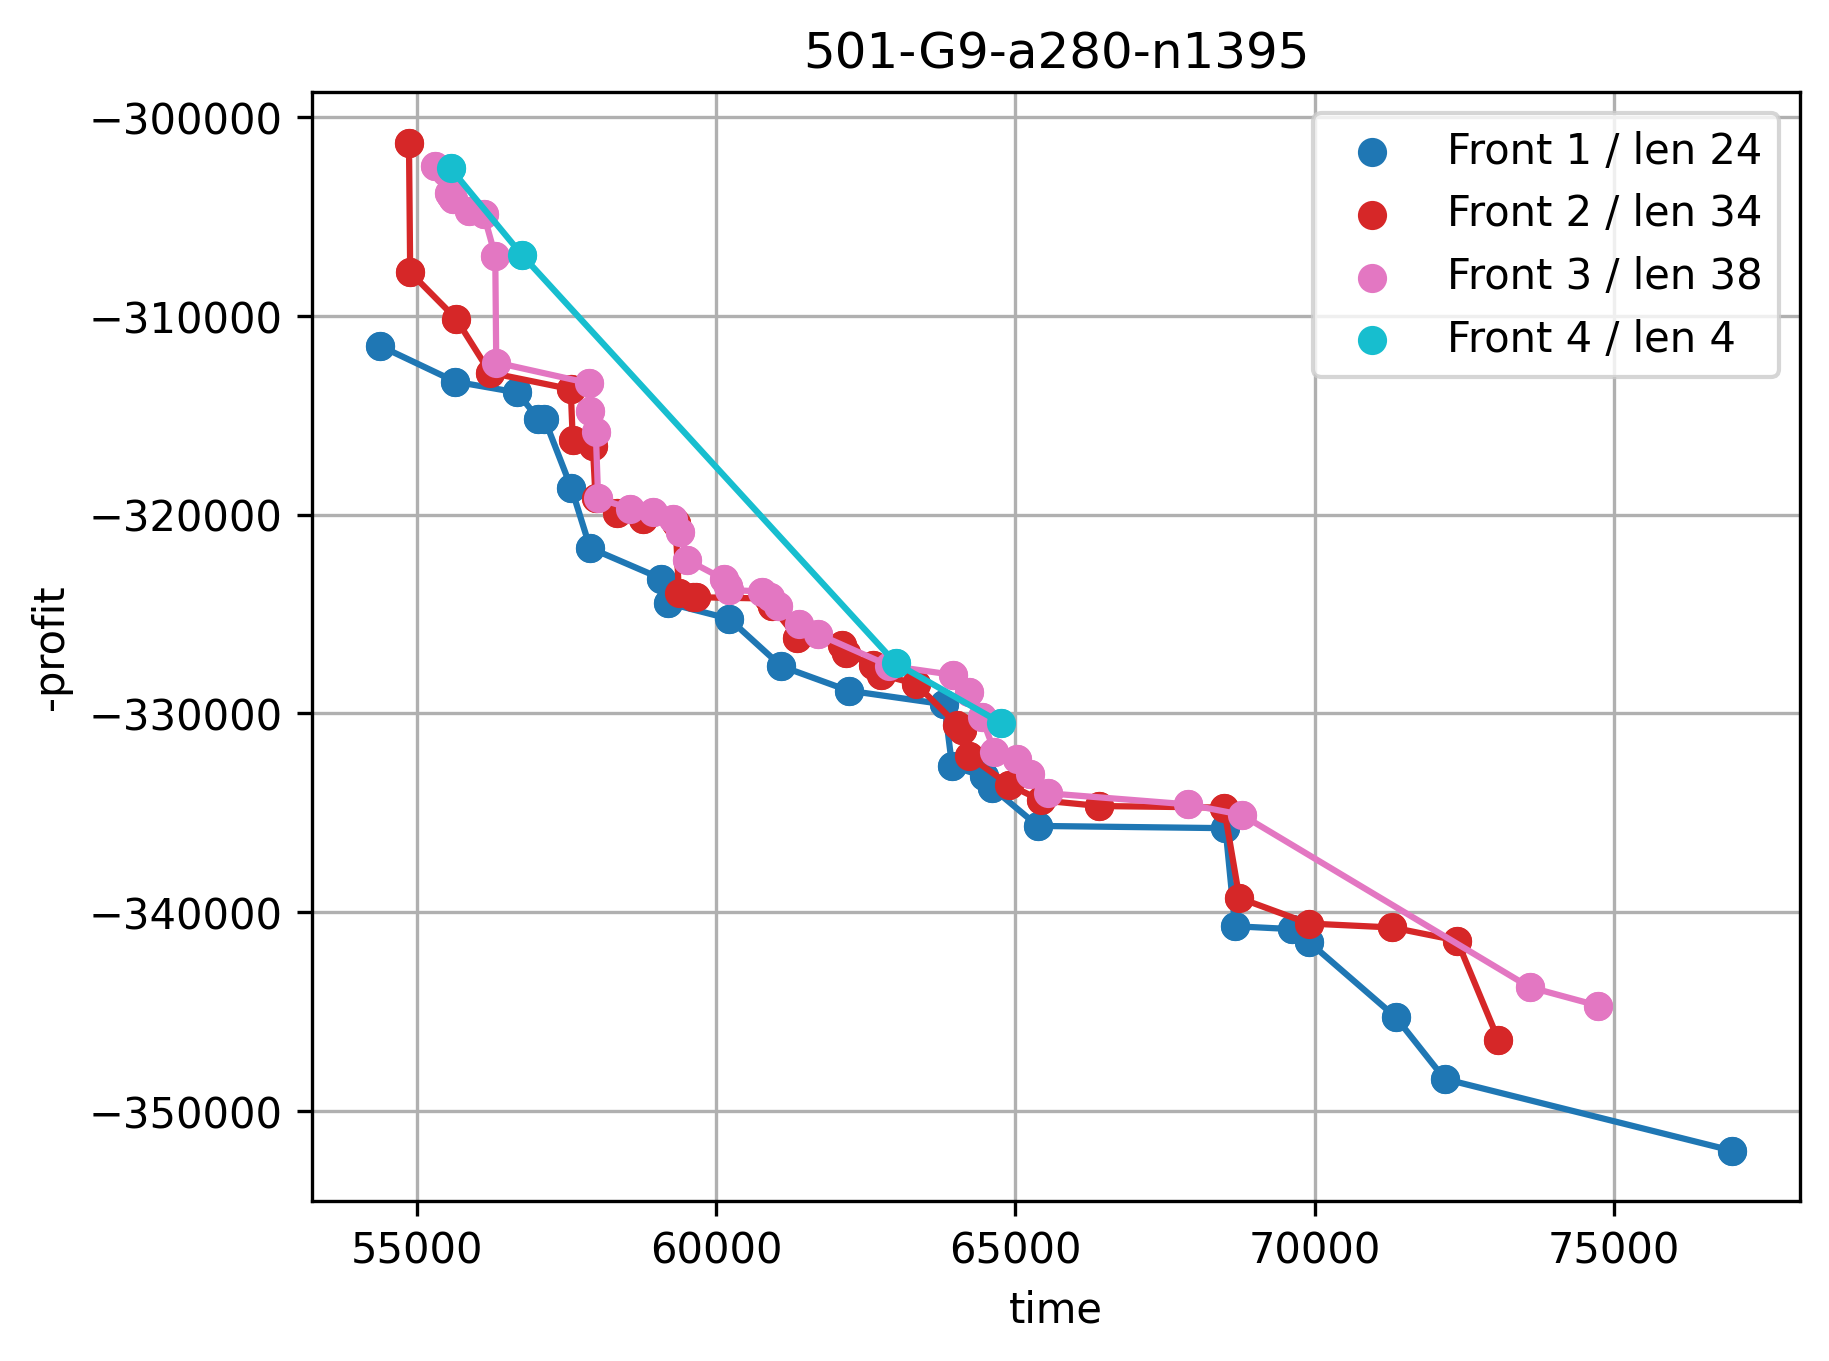 501-G9-a280-n1395
−300000
−310000
−320000
−330000
−340000
−350000
-profit
Front 1 / len 24
Front 2 / len 34
Front 3 / len 38
Front 4 / len 4
55000 60000 65000 70000 75000
time